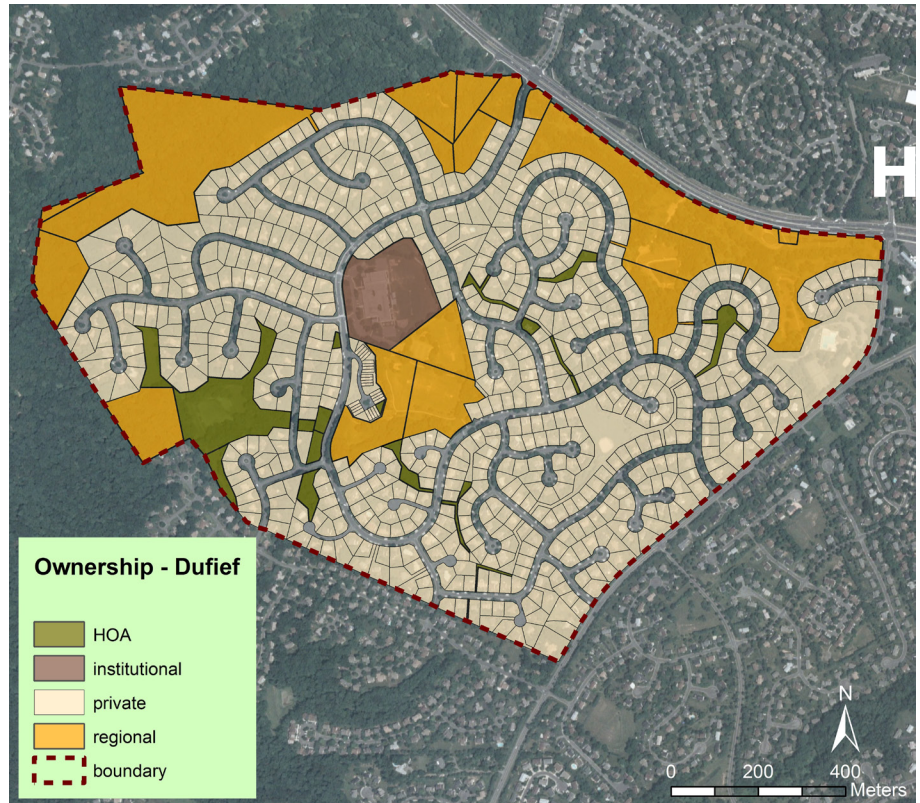 H
Ownership - Dufief
HOA
institutional
private
regional
boundary
N
0 200 400
Meters